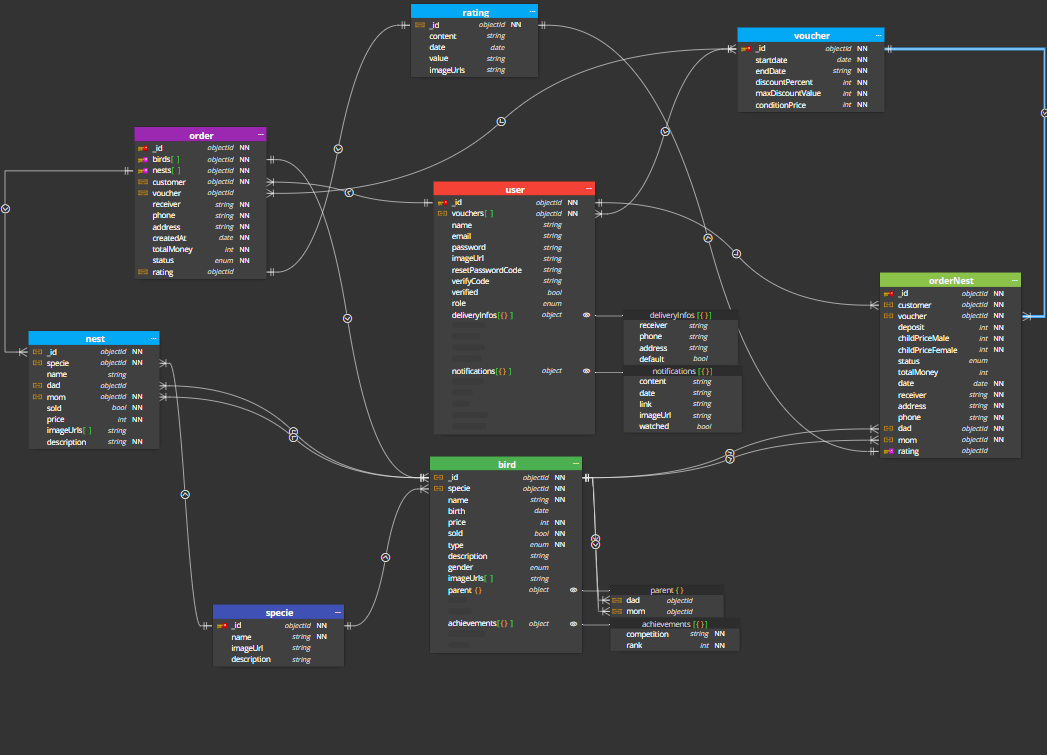 rating
_id objectId NN
content string
date date
value string
imageUrls string
voucher
_id objectId NN
startdate date NN
endDate string NN
discountPercent int NN
maxDiscountValue int NN
conditionPrice int NN
order
_id objectId NN
birds[ ] objectId NN
nests[ ] objectId NN
customer objectId NN
voucher objectId
receiver string NN
phone string NN
address string NN
createdAt date NN
totalMoney int NN
status enum NN
rating objectId
user
_id objectId NN
vouchers[ ] objectId NN
name string
email string
password string
imageUrl string
resetPasswordCode string
verifyCode string
verified bool
role enum
deliveryInfos[{}] object
notifications[{}] object
deliveryInfos [{}]
receiver string
phone string
address string
default bool
notifications [{}]
content string
date string
link string
imageUrl string
watched bool
orderNest
_id objectId NN
customer objectId NN
voucher objectId NN
deposit int NN
childPriceMale int NN
childPriceFemale int NN
status enum
totalMoney int
date date NN
receiver string NN
address string NN
phone string NN
dad objectId NN
mom objectId NN
rating objectId
nest
_id objectId NN
specie objectId NN
name string
dad objectId
mom objectId NN
sold bool NN
price int NN
imageUrls[ ] string
description string NN
bird
_id objectId NN
specie objectId NN
name string NN
birth date
price int NN
sold bool NN
type enum NN
description string
gender enum
imageUrls[ ] string
parent {} object
achievements[{}] object
parent {}
dad objectId
mom objectId
achievements [{}]
competition string NN
rank int NN
specie
_id objectId NN
name string NN
imageUrl string
description string